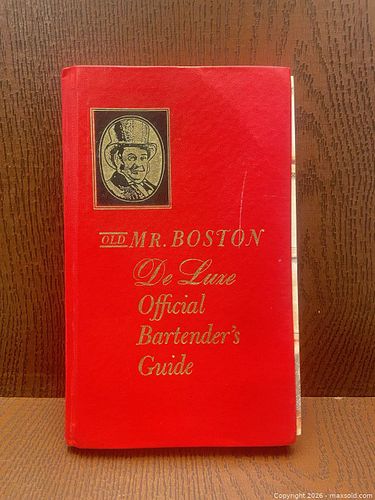 OLD MR. BOSTON
De Luxe
Official
Bartender's
Guide
Copyright 2026 - maxsold.com